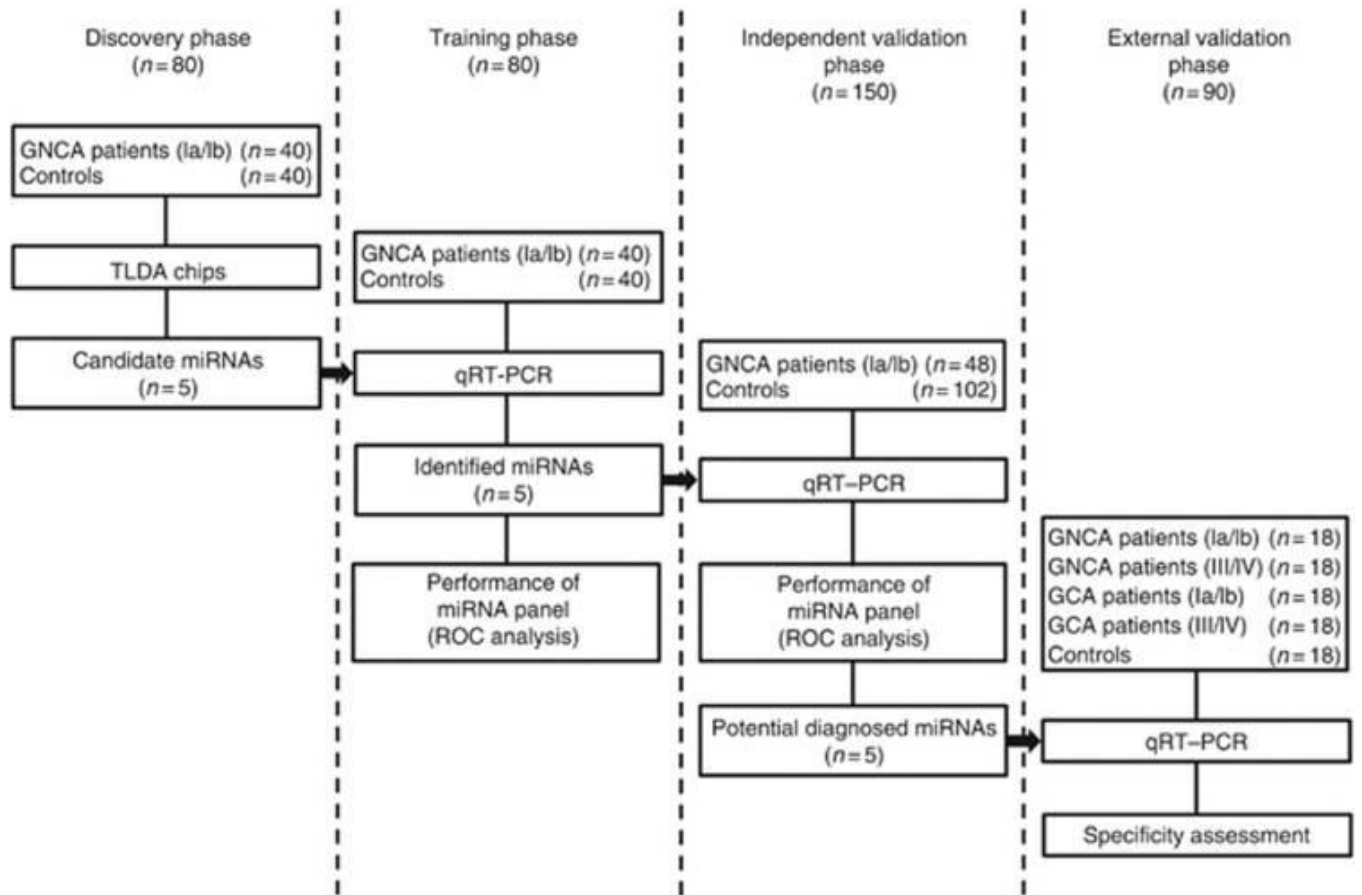 Discovery phase
(n=80)
GNCA patients (Ia/Ib) (n=40)
Controls (n=40)
TLDA chips
Candidate miRNAs
(n=5)
Training phase
(n=80)
GNCA patients (Ia/Ib) (n=40)
Controls (n=40)
qRT-PCR
Identified miRNAs
(n=5)
Performance of
miRNA panel
(ROC analysis)
Independent validation
phase
(n=150)
GNCA patients (Ia/Ib) (n=48)
Controls (n=102)
qRT–PCR
Performance of
miRNA panel
(ROC analysis)
Potential diagnosed miRNAs
(n=5)
External validation
phase
(n=90)
GNCA patients (Ia/Ib) (n=18)
GNCA patients (III/IV) (n=18)
GCA patients (Ia/Ib) (n=18)
GCA patients (III/IV) (n=18)
Controls (n=18)
qRT–PCR
Specificity assessment